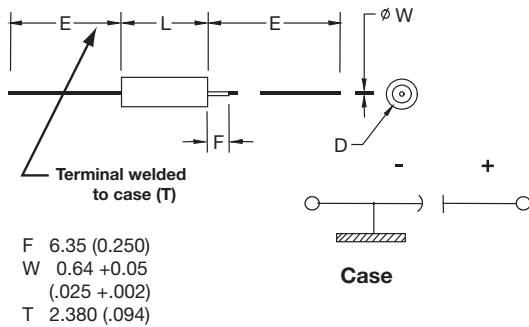 E L E ø W
F
D
Terminal welded
to case (T)
- +
Case
F 6.35 (0.250)
W 0.64 +0.05
(.025 +.002)
T 2.380 (.094)